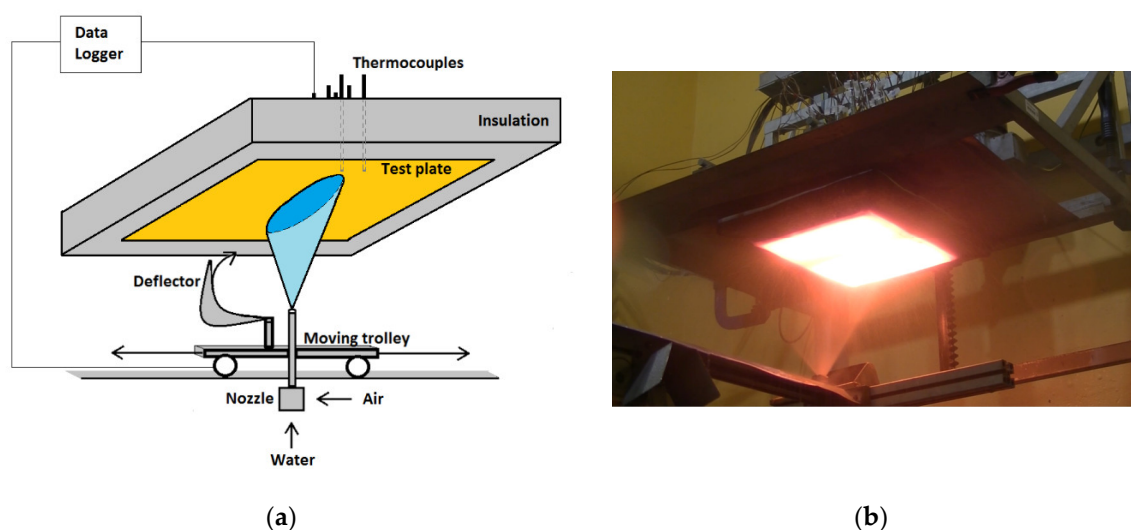 Data
Logger
Thermocouples
Insulation
Test plate
Deflector
Moving trolley
Nozzle
Air
Water
(a)
(b)